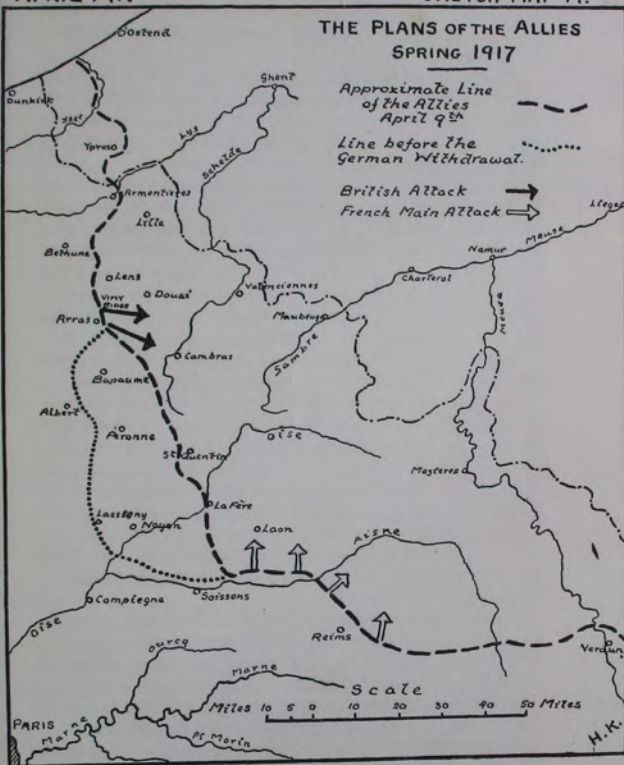 THE PLANS OF THE ALLIES
SPRING 1917
Approximate Line
of the Allies
April 9th
Line before the
German Withdrawal.
British Attack
French Main Attack
Ostend
Dunkirk
Yser
Ypres
Ghent
Lys
Schelde
Armentieres
Lille
Liege
Meuse
Namur
Bethune
Lens
Douai
Valenciennes
Charleroi
Meuse
VIMY
RIDGE
Arras
Maubeuge
Sambre
Cambrai
Bapaume
Albert
Peronne
St Quentin
Oise
Mezieres
La Fère
Lassigny
Noyon
Laon
Aisne
Compiegne
Soissons
Oise
Reims
Verdun
Ourcq
Marne
Scale
Miles 10 5 0 10 20 30 40 50 Miles
PARIS
Marne
Pt Morin
H.K.